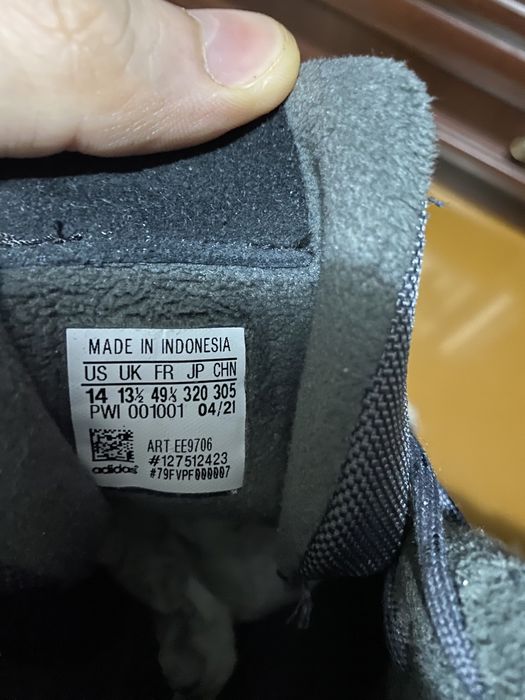 MADE IN INDONESIA
US UK FR JP CHN
14 13½ 49⅓ 320 305
PWI 001001 04/21
ART EE9706
#127512423
adidas #79FVPF000007